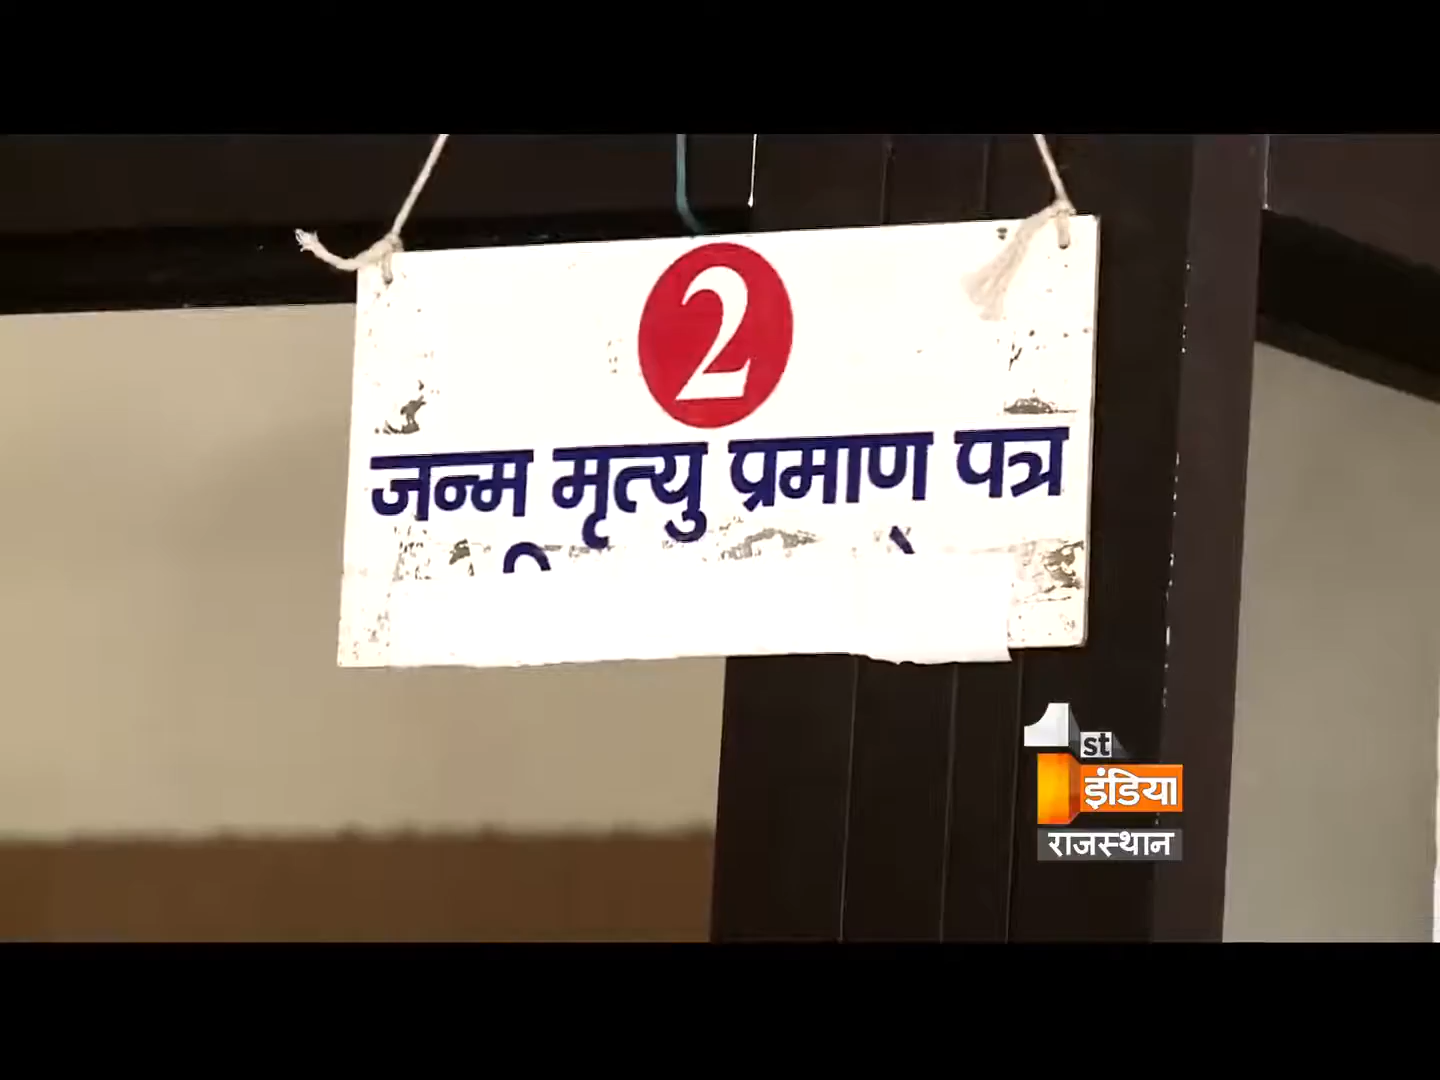 2
जन्म मृत्यु प्रमाण पत्र
1st
इंडिया
राजस्थान